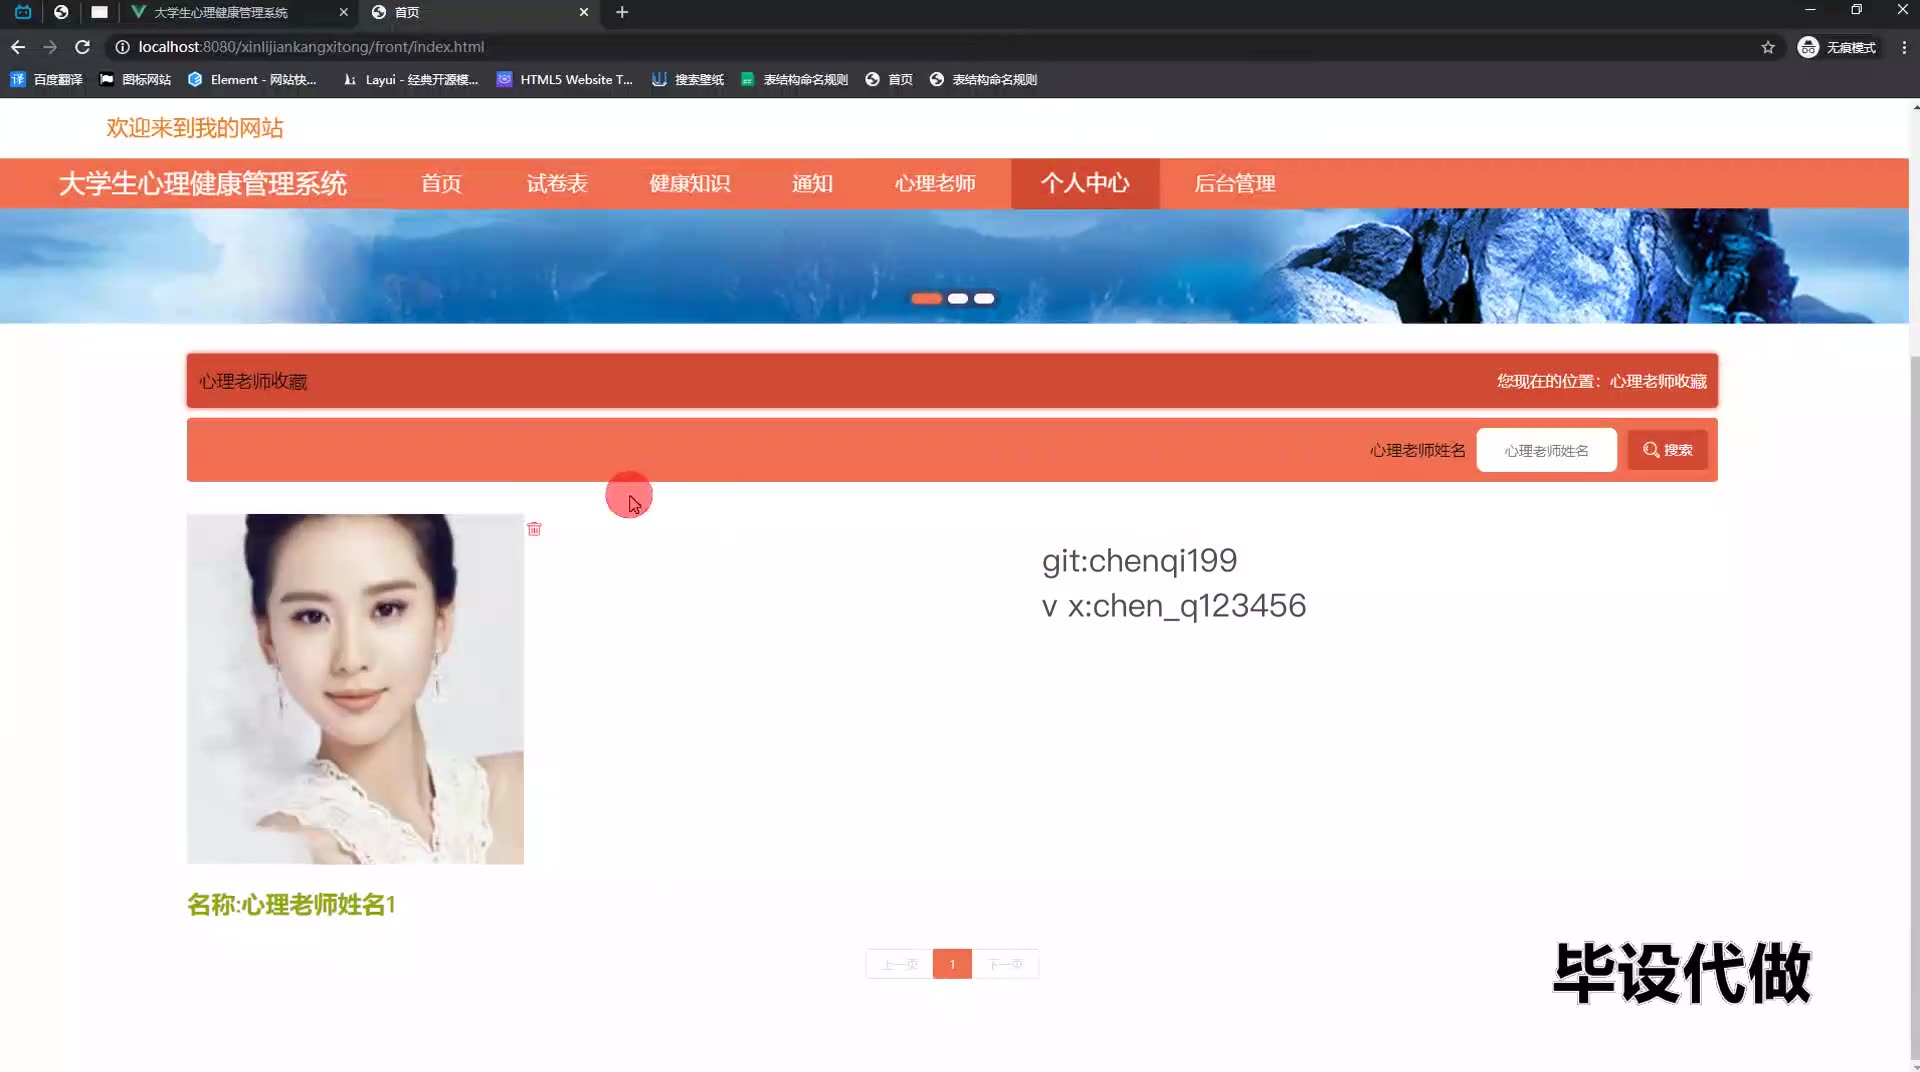 大学生心理健康管理系统
首页
localhost:8080/xinlijiankangxitong/front/index.html
无痕模式
百度翻译
图标网站
Element - 网站快...
Layui - 经典开源模...
HTML5 Website T...
搜索壁纸
表结构命名规则
首页
表结构命名规则
欢迎来到我的网站
大学生心理健康管理系统
首页
试卷表
健康知识
通知
心理老师
个人中心
后台管理
心理老师收藏
您现在的位置：心理老师收藏
心理老师姓名
心理老师姓名
搜索
git:chenqi199
v x:chen_q123456
名称:心理老师姓名1
上一页
1
下一页
毕设代做